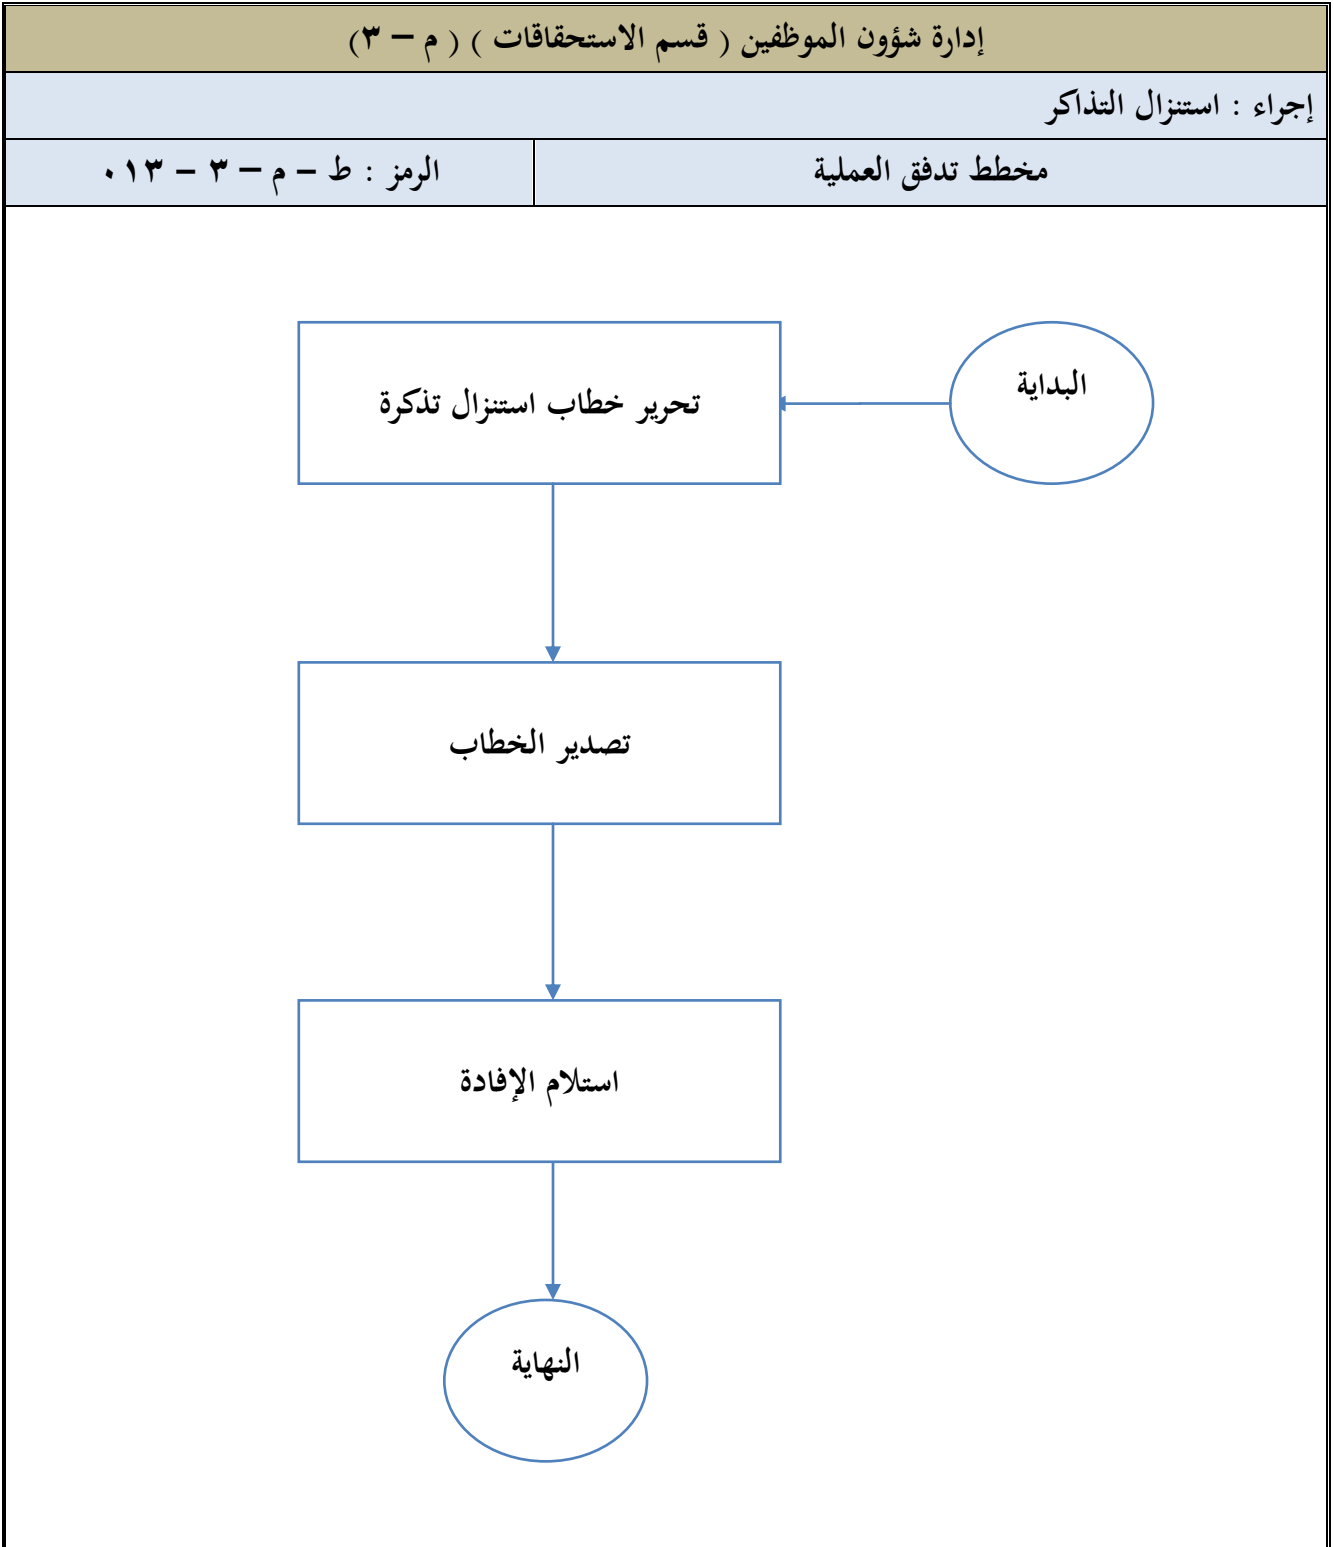 إدارة شؤون الموظفين ( قسم الاستحقاقات ) ( م – ٣)
إجراء : استنزال التذاكر
مخطط تدفق العملية
الرمز : ط – م – ٣ – ٠١٣
البداية
تحرير خطاب استنزال تذكرة
تصدير الخطاب
استلام الإفادة
النهاية